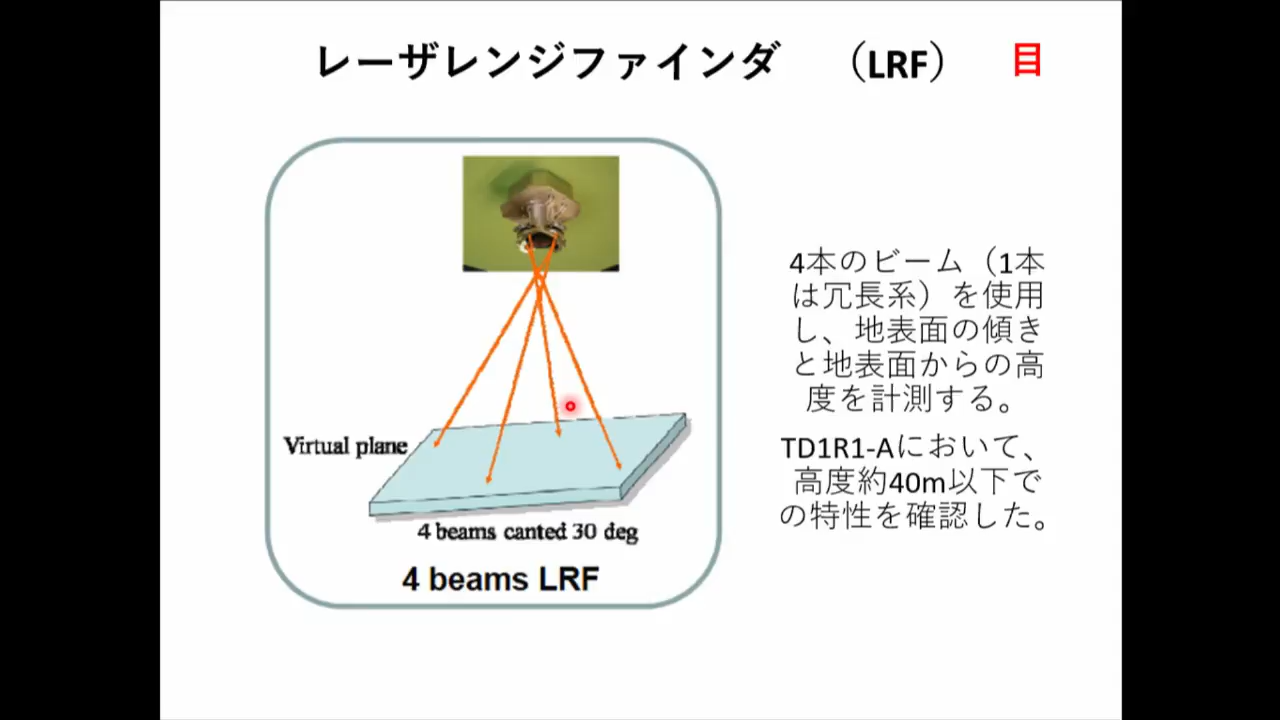 レーザレンジファインダ　（LRF）　目
Virtual plane
4 beams canted 30 deg
4 beams LRF
4本のビーム（1本
は冗長系）を使用
し、地表面の傾き
と地表面からの高
度を計測する。
TD1R1-Aにおいて、
高度約40m以下で
の特性を確認した。